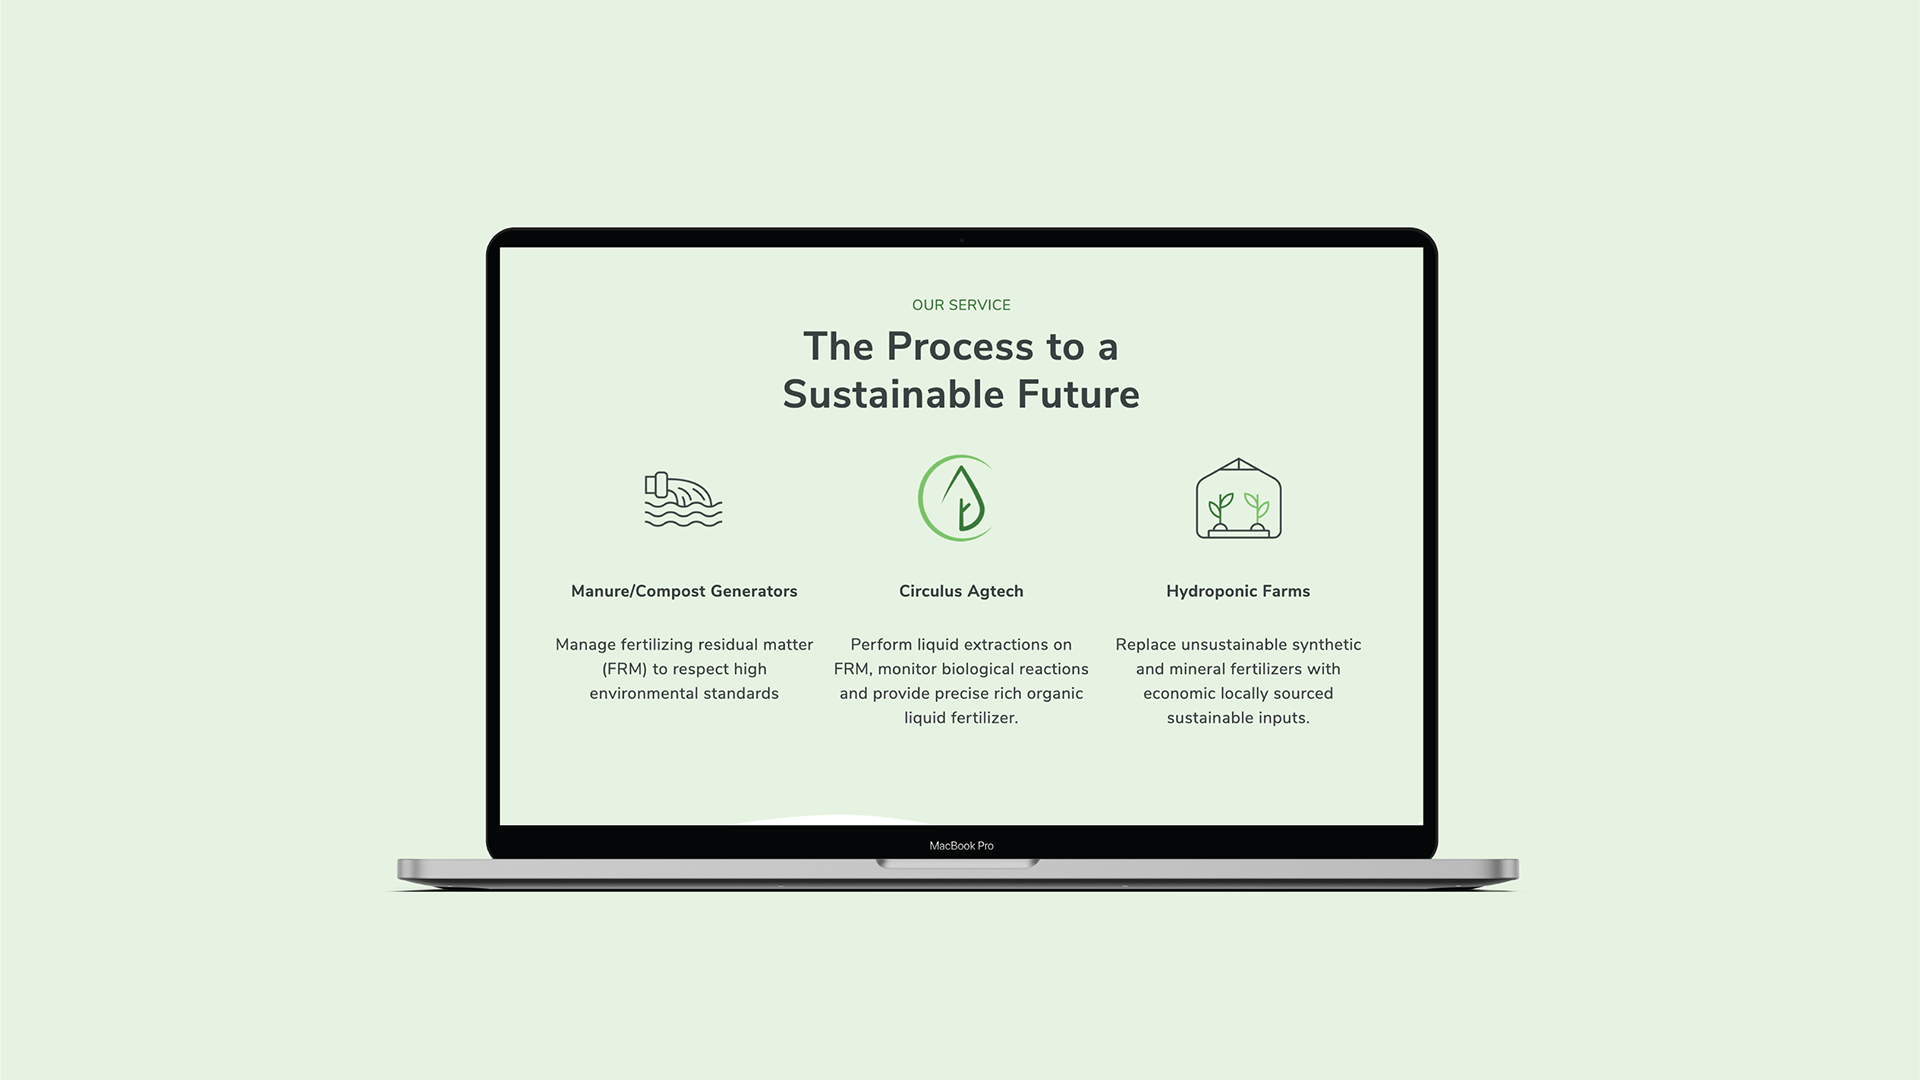 OUR SERVICE
The Process to a
Sustainable Future
Manure/Compost Generators
Manage fertilizing residual matter
(FRM) to respect high
environmental standards
Circulus Agtech
Perform liquid extractions on
FRM, monitor biological reactions
and provide precise rich organic
liquid fertilizer.
Hydroponic Farms
Replace unsustainable synthetic
and mineral fertilizers with
economic locally sourced
sustainable inputs.
MacBook Pro